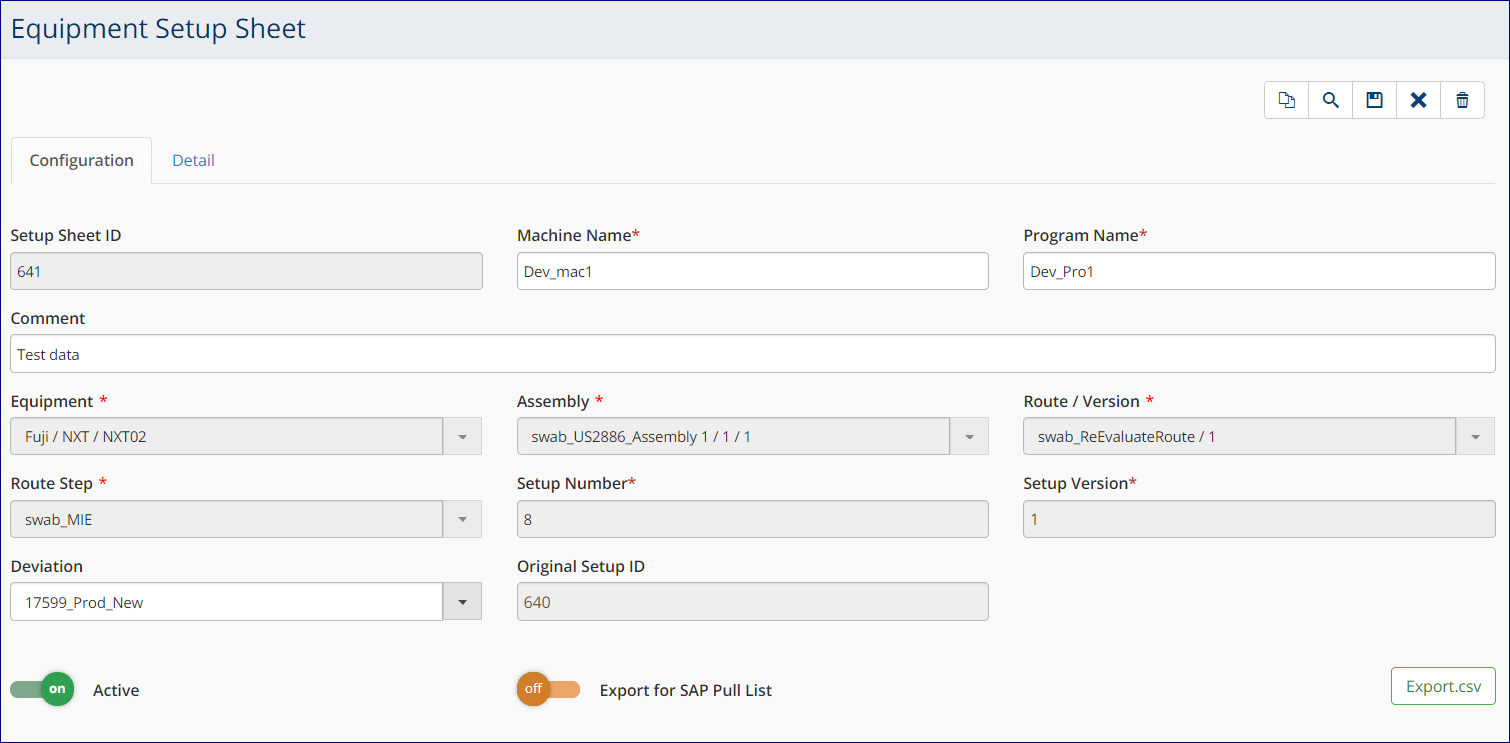 Equipment Setup Sheet
Configuration Detail
Setup Sheet ID Machine Name* Program Name*
641 Dev_mac1 Dev_Pro1
Comment
Test data
Equipment * Assembly * Route / Version *
Fuji / NXT / NXT02 swab_US2886_Assembly 1 / 1 / 1 swab_ReEvaluateRoute / 1
Route Step * Setup Number* Setup Version*
swab_MIE 8 1
Deviation Original Setup ID
17599_Prod_New 640
on Active off Export for SAP Pull List Export.csv